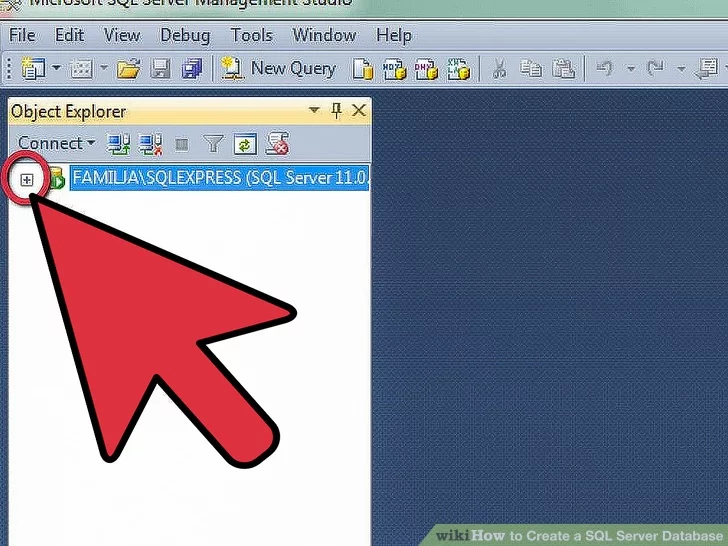 Microsoft SQL Server Management Studio
File Edit View Debug Tools Window Help
New Query
Object Explorer
Connect
FAMILJA\SQLEXPRESS (SQL Server 11.0.
wikiHow to Create a SQL Server Database